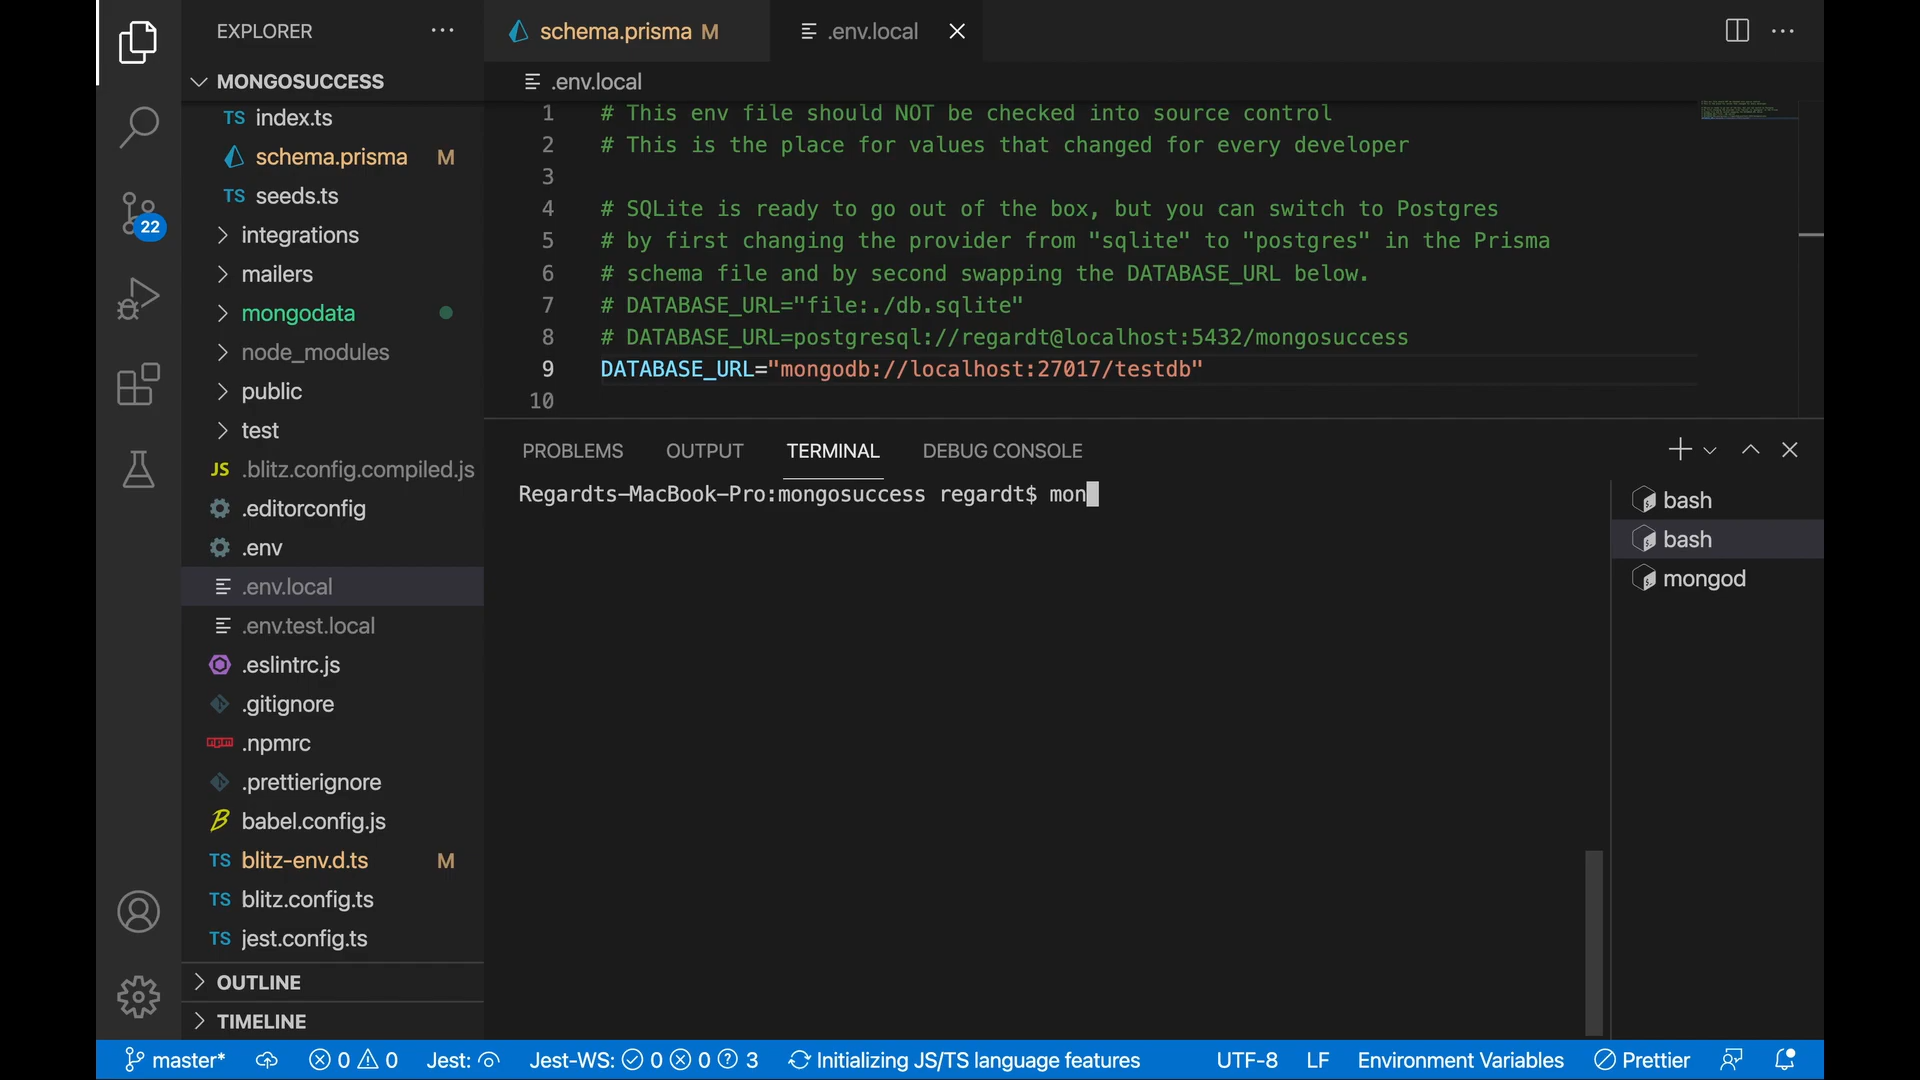 EXPLORER
MONGOSUCCESS
TS index.ts
schema.prisma M
TS seeds.ts
integrations
mailers
mongodata
node_modules
public
test
JS .blitz.config.compiled.js
.editorconfig
.env
.env.local
.env.test.local
.eslintrc.js
.gitignore
npm .npmrc
.prettierignore
babel.config.js
TS blitz-env.d.ts M
TS blitz.config.ts
TS jest.config.ts
OUTLINE
TIMELINE
22
schema.prisma M
.env.local
.env.local
1 # This env file should NOT be checked into source control
2 # This is the place for values that changed for every developer
3
4 # SQLite is ready to go out of the box, but you can switch to Postgres
5 # by first changing the provider from "sqlite" to "postgres" in the Prisma
6 # schema file and by second swapping the DATABASE_URL below.
7 # DATABASE_URL="file:./db.sqlite"
8 # DATABASE_URL=postgresql://regardt@localhost:5432/mongosuccess
9 DATABASE_URL="mongodb://localhost:27017/testdb"
10
PROBLEMS OUTPUT TERMINAL DEBUG CONSOLE
Regardts-MacBook-Pro:mongosuccess regardt$ mon
bash
bash
mongod
master* 0 0 Jest: Jest-WS: 0 0 3 Initializing JS/TS language features UTF-8 LF Environment Variables Prettier